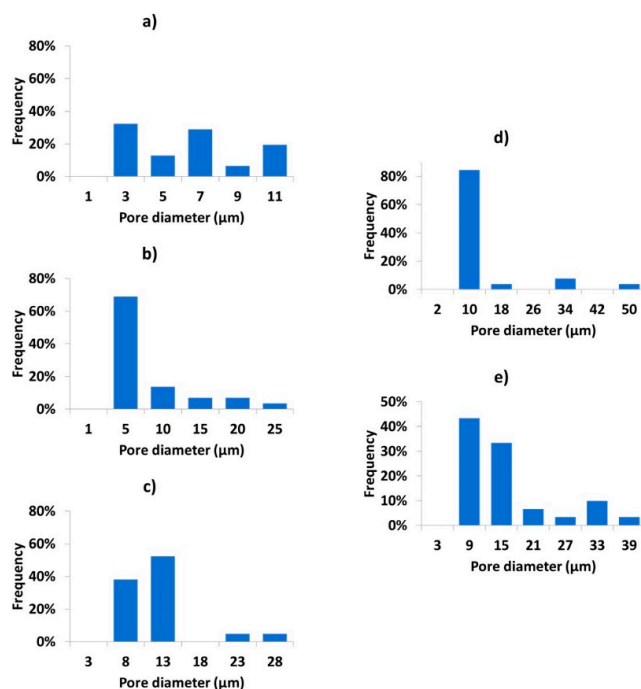 a)
80%
60%
40%
20%
0%
Frequency
1 3 5 7 9 11
Pore diameter (µm)
b)
80%
60%
40%
20%
0%
Frequency
1 5 10 15 20 25
Pore diameter (µm)
c)
80%
60%
40%
20%
0%
Frequency
3 8 13 18 23 28
Pore diameter (µm)
d)
80%
60%
40%
20%
0%
Frequency
2 10 18 26 34 42 50
Pore diameter (µm)
e)
50%
40%
30%
20%
10%
0%
Frequency
3 9 15 21 27 33 39
Pore diameter (µm)